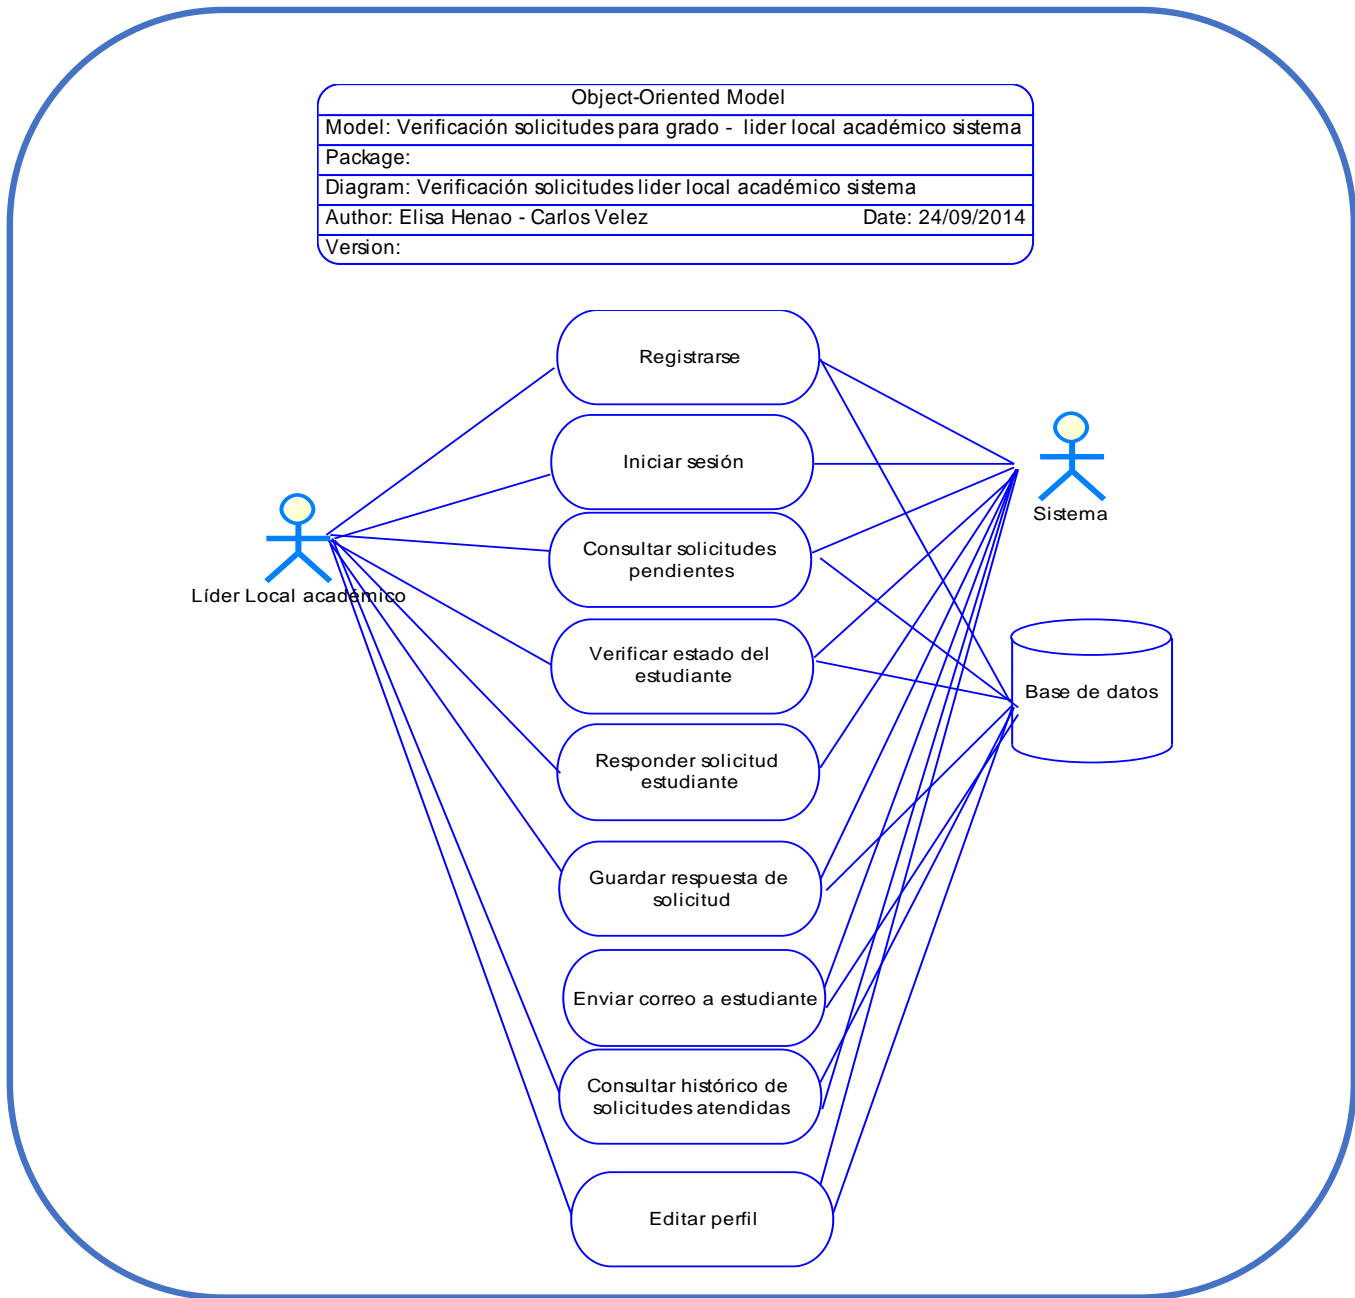 Object-Oriented Model
Model: Verificación solicitudes para grado - lider local académico sistema
Package:
Diagram: Verificación solicitudes lider local académico sistema
Author: Elisa Henao - Carlos Velez Date: 24/09/2014
Version:
Registrarse
Iniciar sesión
Sistema
Consultar solicitudes
pendientes
Líder Local académico
Verificar estado del
estudiante
Base de datos
Responder solicitud
estudiante
Guardar respuesta de
solicitud
Enviar correo a estudiante
Consultar histórico de
solicitudes atendidas
Editar perfil